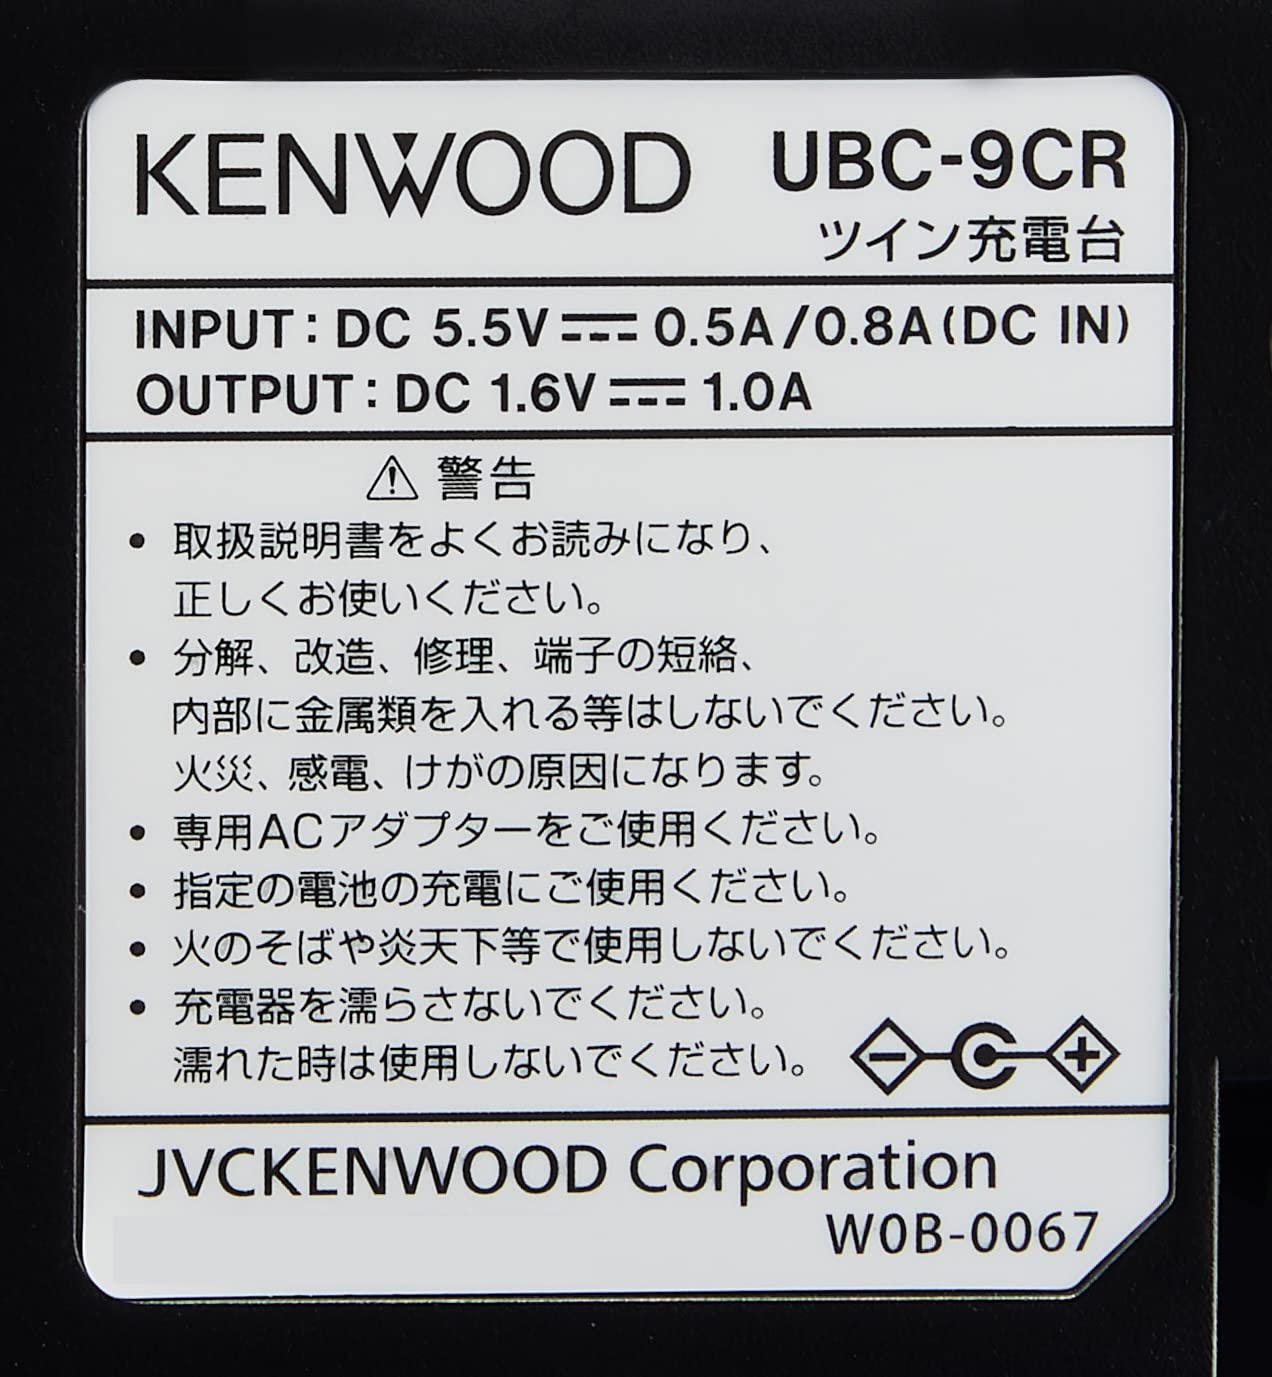 KENWOOD UBC-9CR
ツイン充電台
INPUT : DC 5.5V⎓0.5A/0.8A(DC IN)
OUTPUT : DC 1.6V⎓1.0A
⚠ 警告
• 取扱説明書をよくお読みになり、
正しくお使いください。
• 分解、改造、修理、端子の短絡、
内部に金属類を入れる等はしないでください。
火災、感電、けがの原因になります。
• 専用ACアダプターをご使用ください。
• 指定の電池の充電にご使用ください。
• 火のそばや炎天下等で使用しないでください。
• 充電器を濡らさないでください。
濡れた時は使用しないでください。
JVCKENWOOD Corporation
W0B-0067